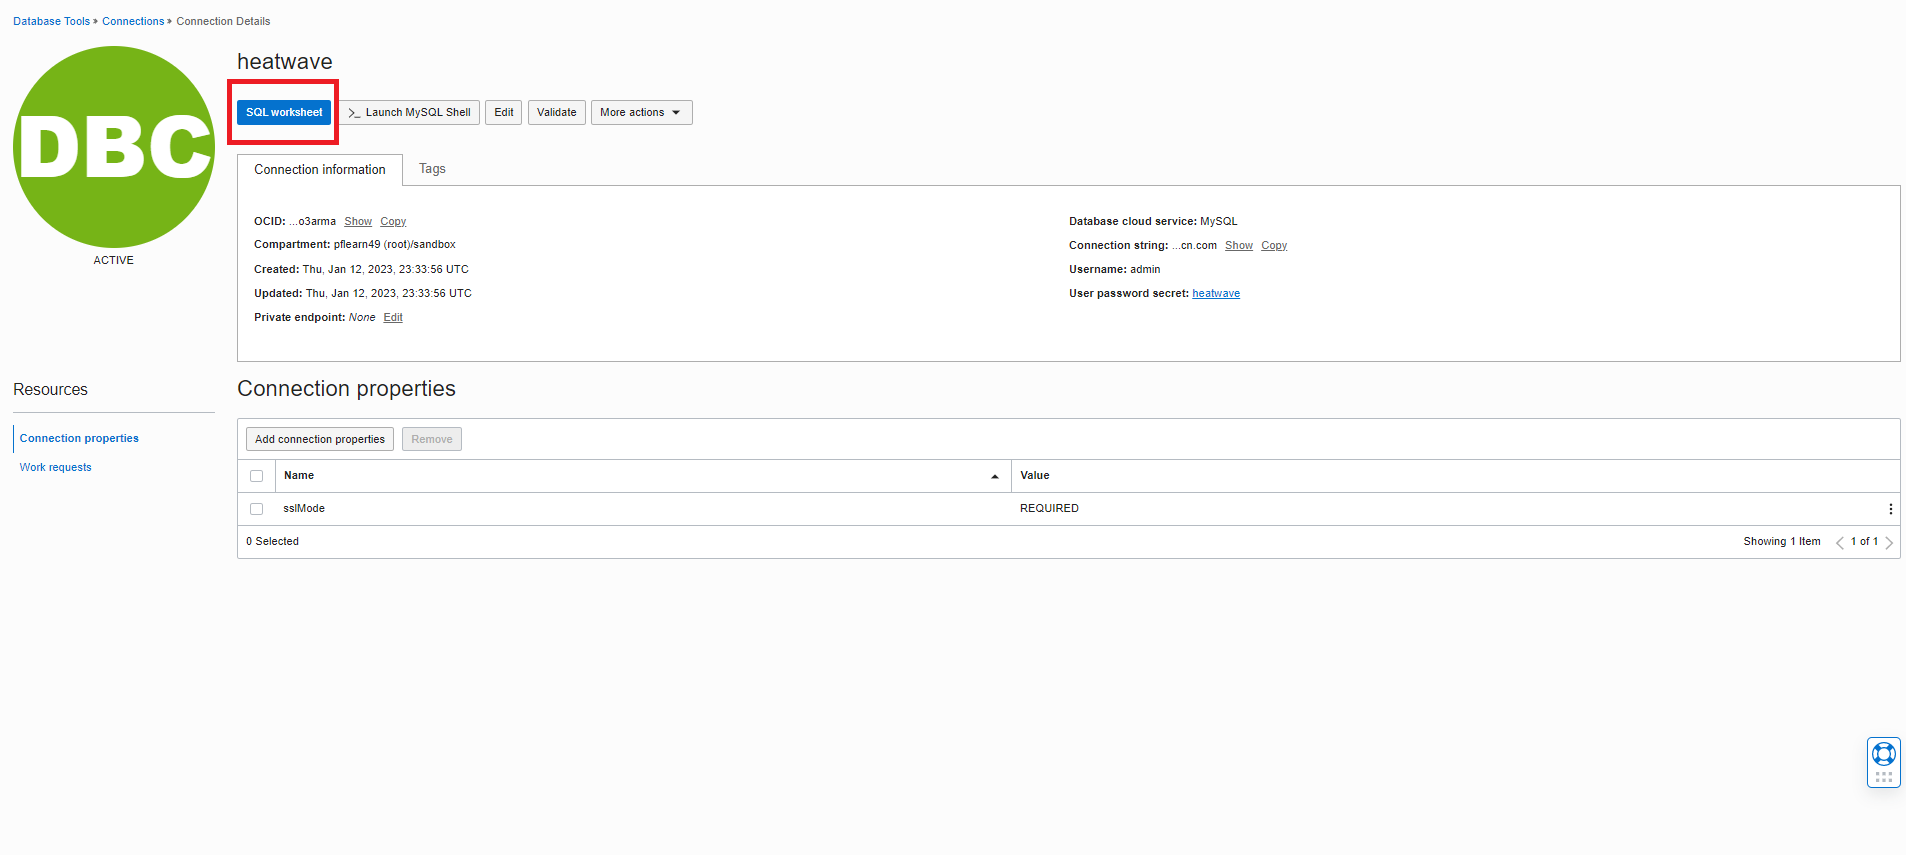 Database Tools » Connections » Connection Details
DBC
ACTIVE
heatwave
SQL worksheet
>_ Launch MySQL Shell
Edit
Validate
More actions
Connection information
Tags
OCID: ...o3arma Show Copy
Compartment: pflearn49 (root)/sandbox
Created: Thu, Jan 12, 2023, 23:33:56 UTC
Updated: Thu, Jan 12, 2023, 23:33:56 UTC
Private endpoint: None Edit
Database cloud service: MySQL
Connection string: ...cn.com Show Copy
Username: admin
User password secret: heatwave
Resources
Connection properties
Work requests
Connection properties
Add connection properties
Remove
Name Value
sslMode REQUIRED
0 Selected
Showing 1 Item 1 of 1